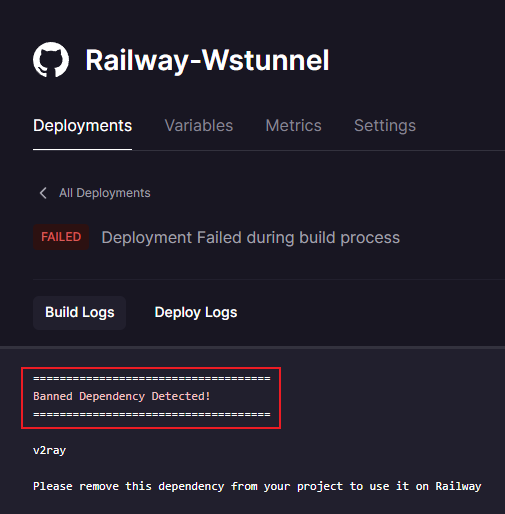 Railway-Wstunnel
Deployments Variables Metrics Settings
All Deployments
FAILED Deployment Failed during build process
Build Logs Deploy Logs
====================================
Banned Dependency Detected!
====================================
v2ray
Please remove this dependency from your project to use it on Railway